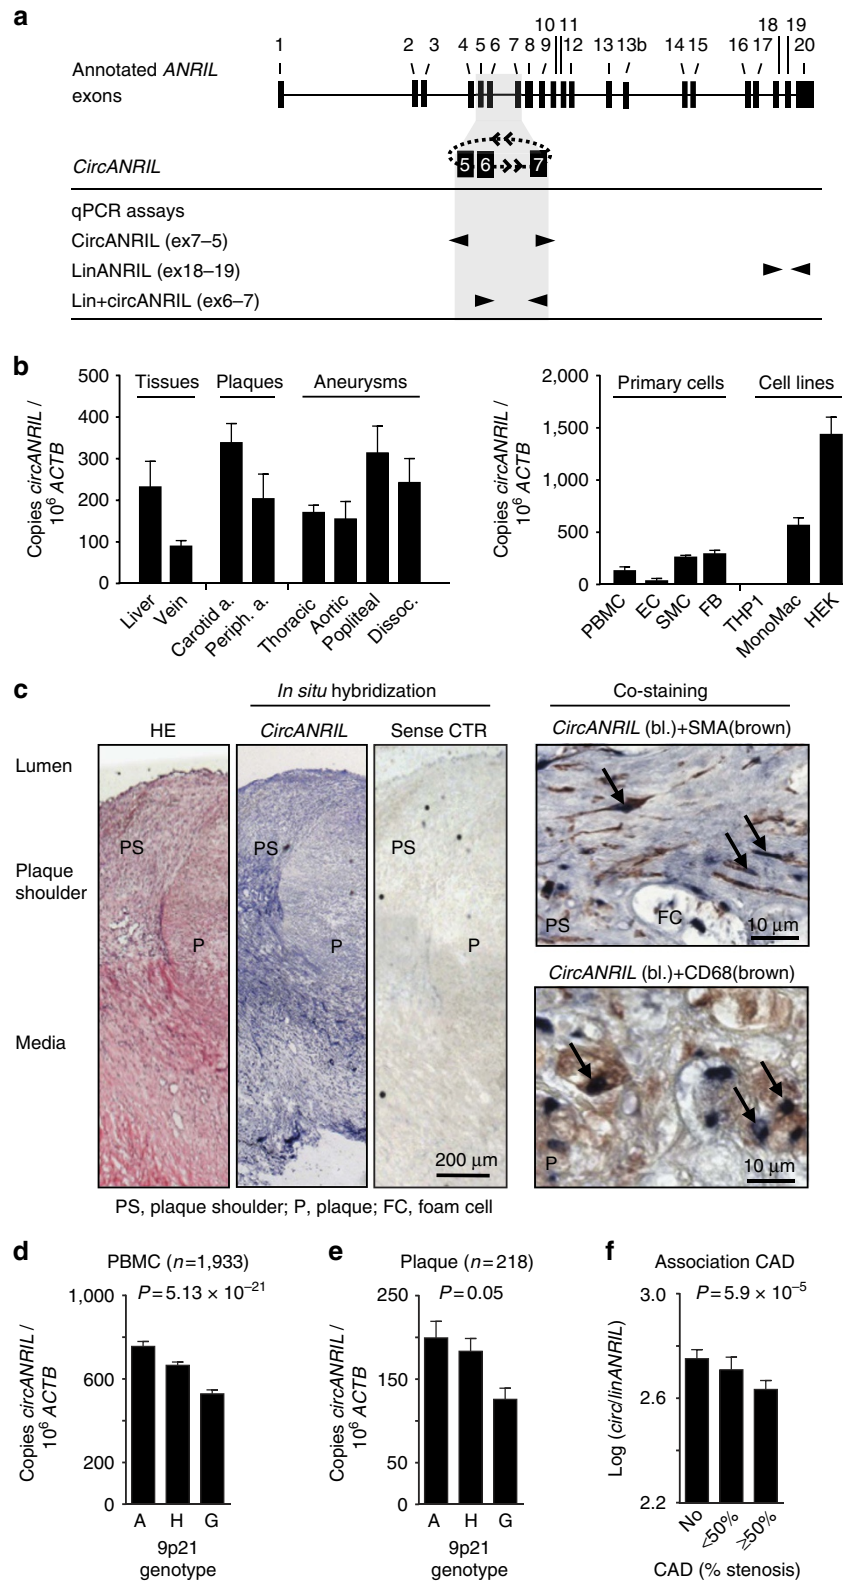 a
10 11 18 19
1 2 3 4 5 6 7 8 9 12 13 13b 14 15 16 17 20
Annotated ANRIL
exons
CircANRIL
5 6 7
qPCR assays
CircANRIL (ex7–5)
LinANRIL (ex18–19)
Lin+circANRIL (ex6–7)
b
Copies circANRIL /
10⁶ ACTB
500
400
300
200
100
0
Tissues Plaques Aneurysms
Liver Vein Carotid a. Periph. a. Thoracic Aortic Popliteal Dissoc.
Copies circANRIL /
10⁶ ACTB
2,000
1,500
1,000
500
0
Primary cells Cell lines
PBMC EC SMC FB THP1 MonoMac HEK
c
In situ hybridization
Co-staining
HE CircANRIL Sense CTR
CircANRIL (bl.)+SMA(brown)
Lumen
Plaque
shoulder
Media
PS
P
PS
P
PS
P
200 µm
PS
FC
10 µm
CircANRIL (bl.)+CD68(brown)
P
10 µm
PS, plaque shoulder; P, plaque; FC, foam cell
d
PBMC (n=1,933)
P=5.13 × 10⁻²¹
Copies circANRIL /
10⁶ ACTB
1,000
600
200
0
A H G
9p21
genotype
e
Plaque (n=218)
P=0.05
Copies circANRIL /
10⁶ ACTB
250
150
50
0
A H G
9p21
genotype
f
Association CAD
P=5.9 × 10⁻⁵
Log (circ/linANRIL)
3.0
2.6
2.2
No <50% ≥50%
CAD (% stenosis)